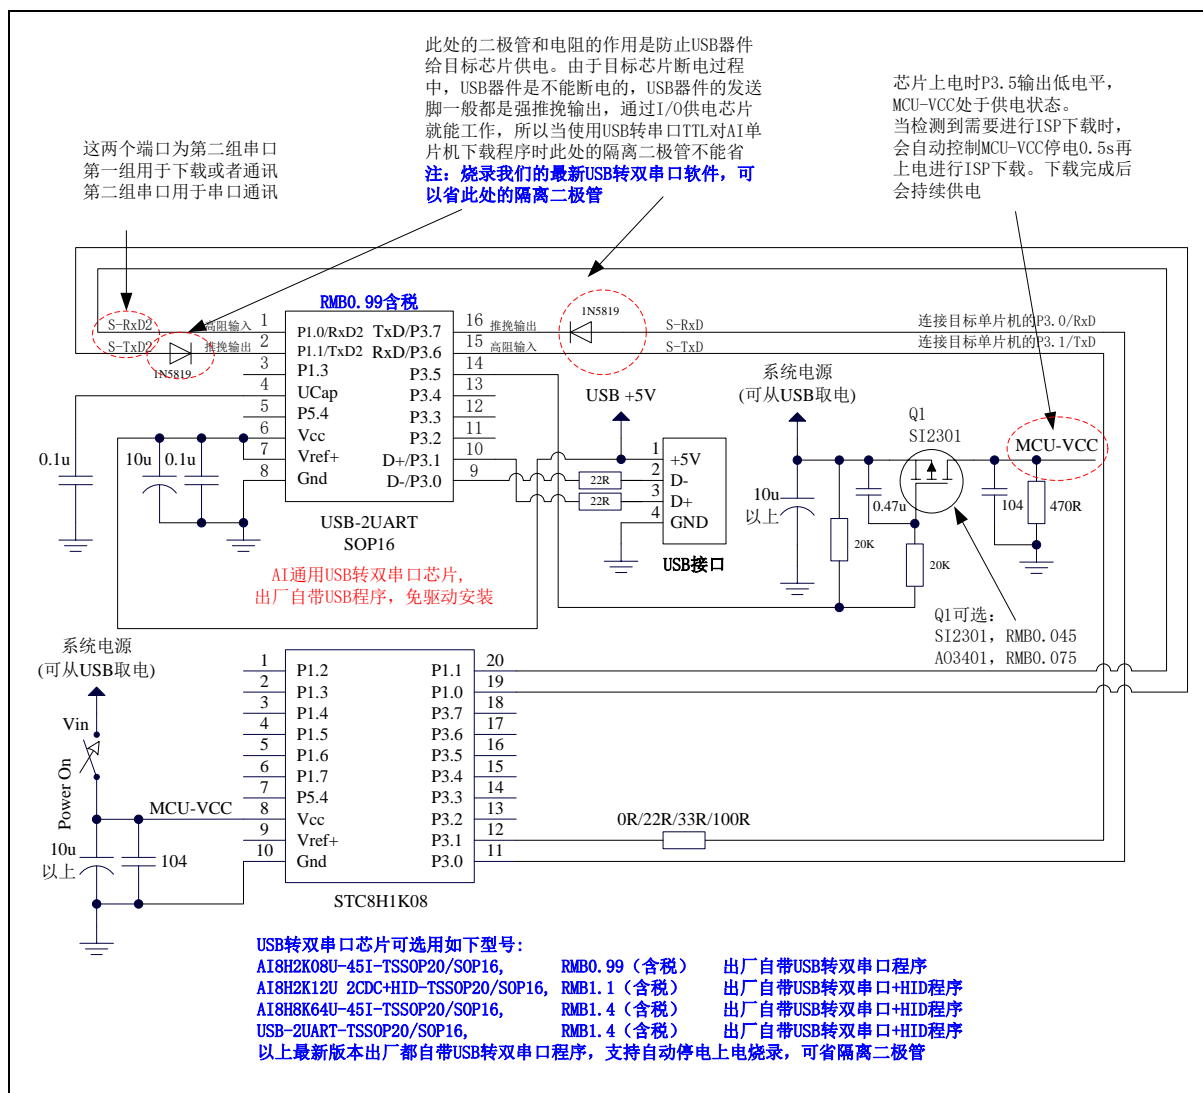 此处的二极管和电阻的作用是防止USB器件
给目标芯片供电。由于目标芯片断电过程
中，USB器件是不能断电的，USB器件的发送
脚一般都是强推挽输出，通过I/O供电芯片
就能工作，所以当使用USB转串口TTL对AI单
片机下载程序时此处的隔离二极管不能省
注：烧录我们的最新USB转双串口软件，可
以省此处的隔离二极管
芯片上电时P3.5输出低电平，
MCU-VCC处于供电状态。
当检测到需要进行ISP下载时，
会自动控制MCU-VCC停电0.5s再
上电进行ISP下载。下载完成后
会持续供电
这两个端口为第二组串口
第一组用于下载或者通讯
第二组串口用于串口通讯
RMB0.99含税
S-RxD2
高阻输入
1
P1.0/RxD2
TxD/P3.7
16
推挽输出
1N5819
S-RxD
连接目标单片机的P3.0/RxD
S-TxD2
推挽输出
2
P1.1/TxD2
RxD/P3.6
15
高阻输入
S-TxD
连接目标单片机的P3.1/TxD
1N5819
3
P1.3
P3.5
14
4
UCap
P3.4
13
5
P5.4
P3.3
12
6
Vcc
P3.2
11
7
Vref+
D+/P3.1
10
8
Gnd
D-/P3.0
9
0.1u
10u
0.1u
USB-2UART
SOP16
AI通用USB转双串口芯片,
出厂自带USB程序，免驱动安装
USB +5V
1
+5V
2
D-
3
D+
4
GND
22R
22R
USB接口
系统电源
(可从USB取电)
Q1
SI2301
MCU-VCC
10u
以上
0.47u
104
470R
20K
20K
Q1可选：
SI2301，RMB0.045
AO3401，RMB0.075
系统电源
(可从USB取电)
Vin
Power On
MCU-VCC
10u
以上
104
1
P1.2
P1.1
20
2
P1.3
P1.0
19
3
P1.4
P3.7
18
4
P1.5
P3.6
17
5
P1.6
P3.5
16
6
P1.7
P3.4
15
7
P5.4
P3.3
14
8
Vcc
P3.2
13
9
Vref+
P3.1
12
10
Gnd
P3.0
11
0R/22R/33R/100R
STC8H1K08
USB转双串口芯片可选用如下型号:
AI8H2K08U-45I-TSSOP20/SOP16, RMB0.99（含税） 出厂自带USB转双串口程序
AI8H2K12U 2CDC+HID-TSSOP20/SOP16, RMB1.1（含税） 出厂自带USB转双串口+HID程序
AI8H8K64U-45I-TSSOP20/SOP16, RMB1.4（含税） 出厂自带USB转双串口+HID程序
USB-2UART-TSSOP20/SOP16, RMB1.4（含税） 出厂自带USB转双串口+HID程序
以上最新版本出厂都自带USB转双串口程序，支持自动停电上电烧录，可省隔离二极管